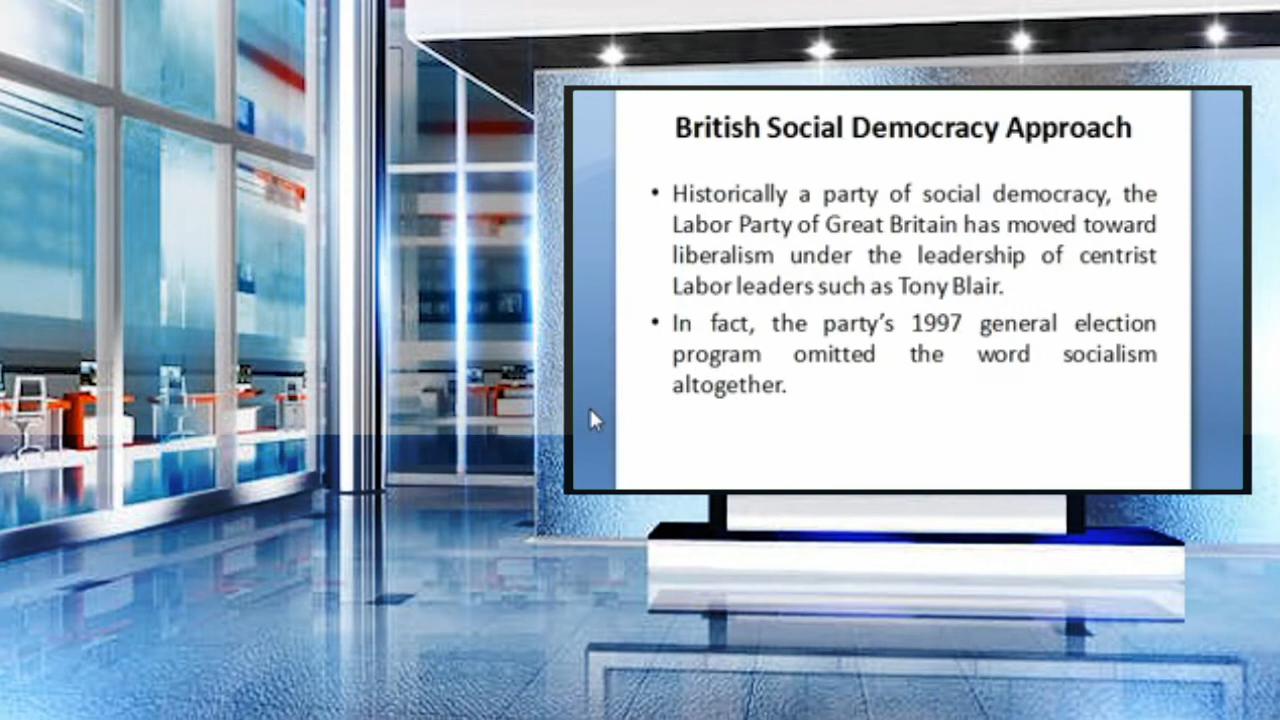 British Social Democracy Approach
• Historically a party of social democracy, the
Labor Party of Great Britain has moved toward
liberalism under the leadership of centrist
Labor leaders such as Tony Blair.
• In fact, the party’s 1997 general election
program omitted the word socialism
altogether.